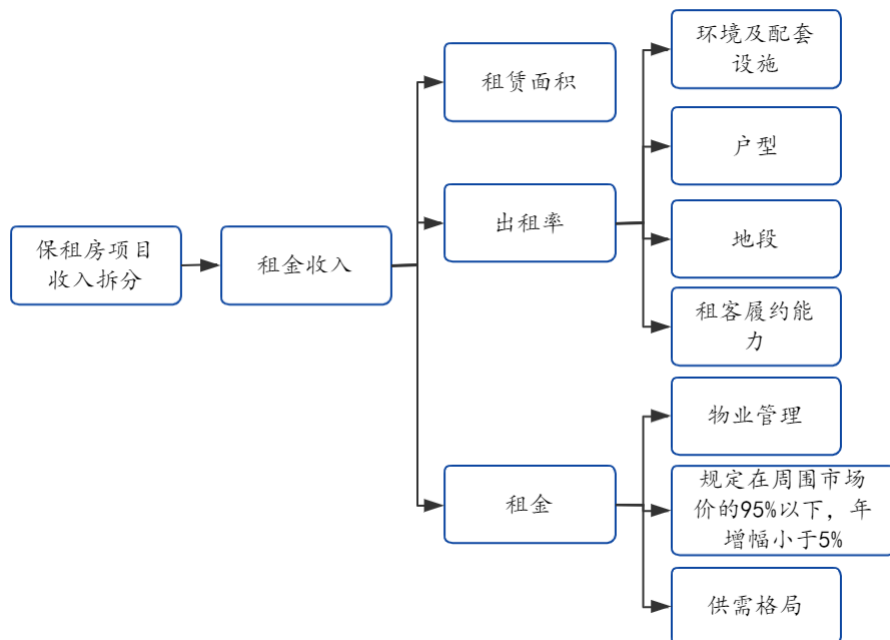 保租房项目
收入拆分
租金收入
租赁面积
出租率
环境及配套
设施
户型
地段
租客履约能
力
租金
物业管理
规定在周围市场
价的95%以下，年
增幅小于5%
供需格局